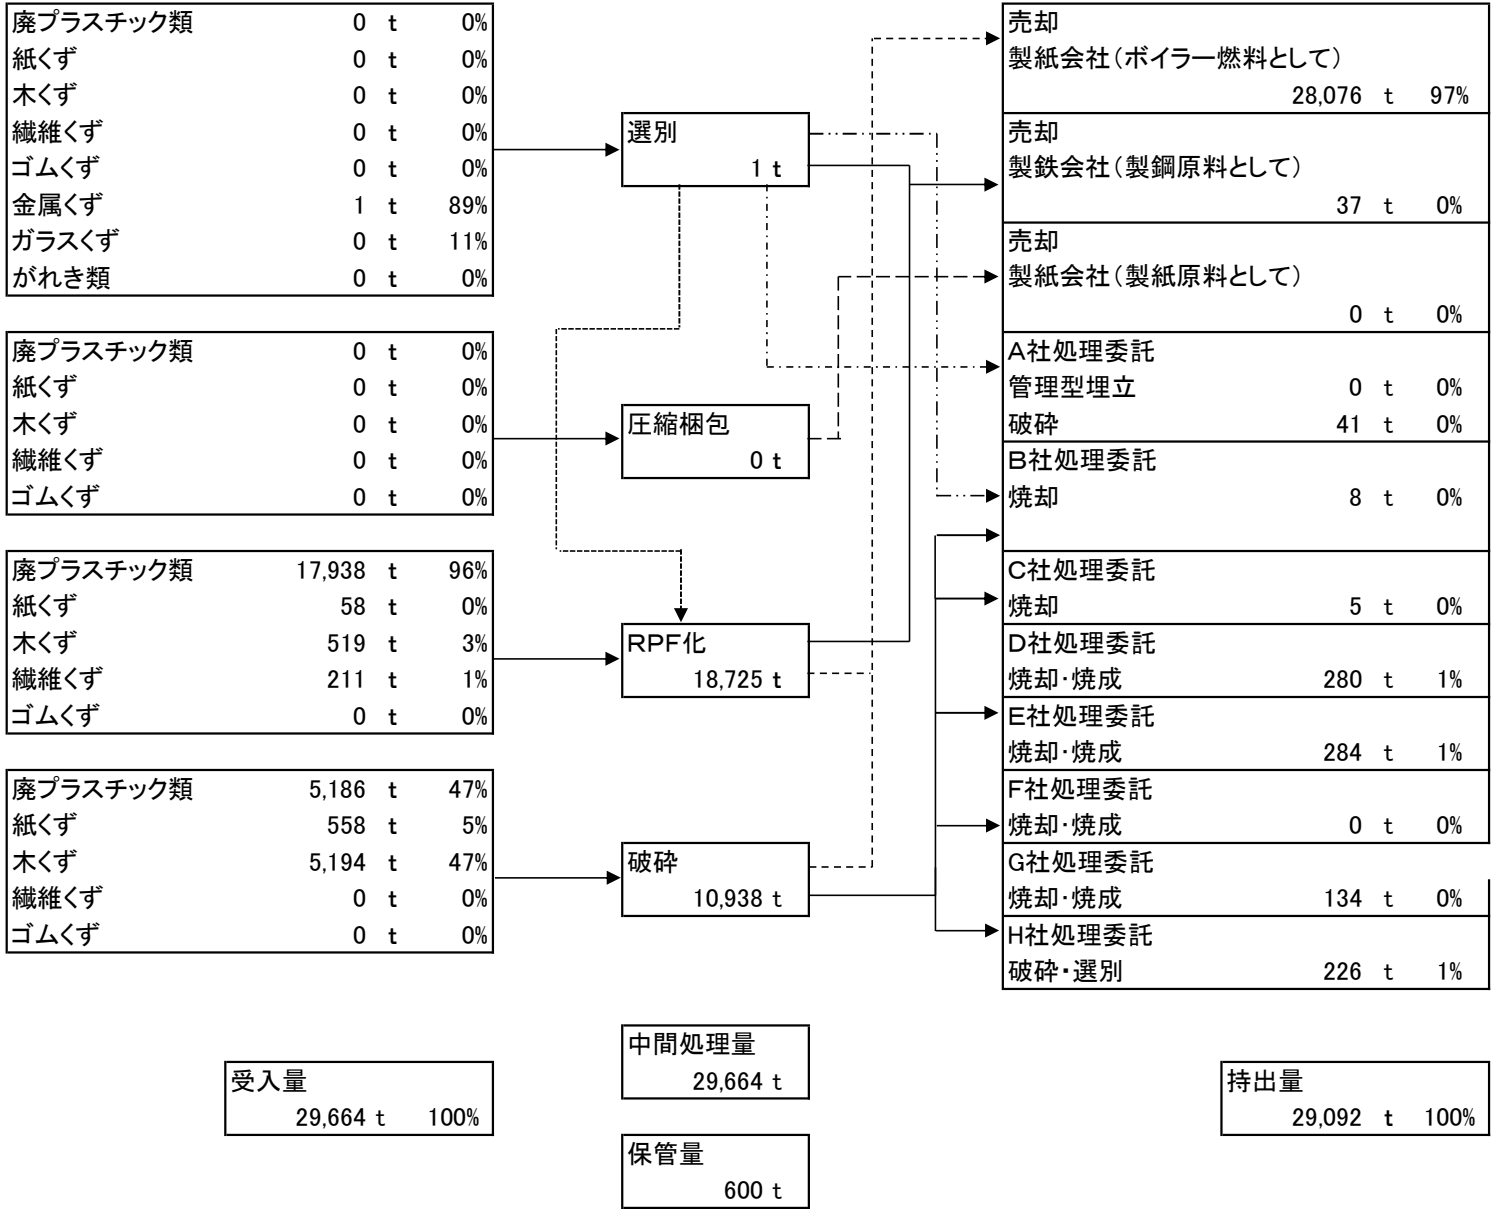 廃プラスチック類 0 t 0%
紙くず 0 t 0%
木くず 0 t 0%
繊維くず 0 t 0%
ゴムくず 0 t 0%
金属くず 1 t 89%
ガラスくず 0 t 11%
がれき類 0 t 0%
廃プラスチック類 0 t 0%
紙くず 0 t 0%
木くず 0 t 0%
繊維くず 0 t 0%
ゴムくず 0 t 0%
廃プラスチック類 17,938 t 96%
紙くず 58 t 0%
木くず 519 t 3%
繊維くず 211 t 1%
ゴムくず 0 t 0%
廃プラスチック類 5,186 t 47%
紙くず 558 t 5%
木くず 5,194 t 47%
繊維くず 0 t 0%
ゴムくず 0 t 0%
受入量
29,664 t 100%
選別
1 t
圧縮梱包
0 t
RPF化
18,725 t
破砕
10,938 t
中間処理量
29,664 t
保管量
600 t
売却
製紙会社(ボイラー燃料として)
28,076 t 97%
売却
製鉄会社(製鋼原料として)
37 t 0%
売却
製紙会社(製紙原料として)
0 t 0%
A社処理委託
管理型埋立 0 t 0%
破砕 41 t 0%
B社処理委託
焼却 8 t 0%
C社処理委託
焼却 5 t 0%
D社処理委託
焼却・焼成 280 t 1%
E社処理委託
焼却・焼成 284 t 1%
F社処理委託
焼却・焼成 0 t 0%
G社処理委託
焼却・焼成 134 t 0%
H社処理委託
破砕・選別 226 t 1%
持出量
29,092 t 100%